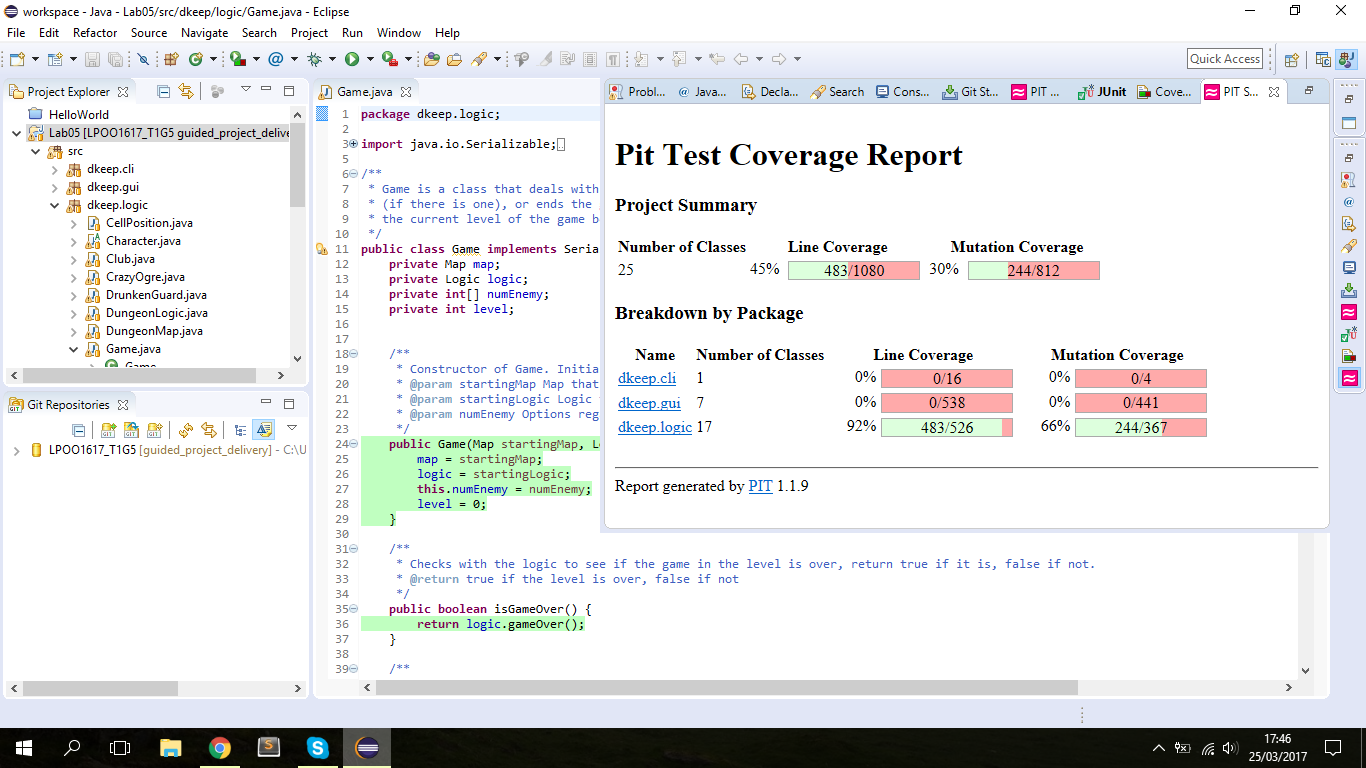 workspace - Java - Lab05/src/dkeep/logic/Game.java - Eclipse
File Edit Refactor Source Navigate Search Project Run Window Help
Quick Access
Project Explorer
HelloWorld
Lab05 [LPOO1617_T1G5 guided_project_delive
src
dkeep.cli
dkeep.gui
dkeep.logic
CellPosition.java
Character.java
Club.java
CrazyOgre.java
DrunkenGuard.java
DungeonLogic.java
DungeonMap.java
Game.java
Game
Git Repositories
LPOO1617_T1G5 [guided_project_delivery] - C:\U
Game.java
1 package dkeep.logic;
2
3 import java.io.Serializable;
5
6 /**
7 * Game is a class that deals with
8 * (if there is one), or ends the
9 * the current level of the game b
10 */
11 public class Game implements Seria
12 private Map map;
13 private Logic logic;
14 private int[] numEnemy;
15 private int level;
16
17
18 /**
19 * Constructor of Game. Initia
20 * @param startingMap Map that
21 * @param startingLogic Logic
22 * @param numEnemy Options reg
23 */
24 public Game(Map startingMap, L
25 map = startingMap;
26 logic = startingLogic;
27 this.numEnemy = numEnemy;
28 level = 0;
29 }
30
31 /**
32 * Checks with the logic to see if the game in the level is over, return true if it is, false if not.
33 * @return true if the level is over, false if not
34 */
35 public boolean isGameOver() {
36 return logic.gameOver();
37 }
38
39 /**
Probl... Java... Decla... Search Cons... Git St... PIT ... JUnit Cove... PIT S...
Pit Test Coverage Report
Project Summary
Number of Classes Line Coverage Mutation Coverage
25 45% 483/1080 30% 244/812
Breakdown by Package
Name Number of Classes Line Coverage Mutation Coverage
dkeep.cli 1 0% 0/16 0% 0/4
dkeep.gui 7 0% 0/538 0% 0/441
dkeep.logic 17 92% 483/526 66% 244/367
Report generated by PIT 1.1.9
17:46
25/03/2017